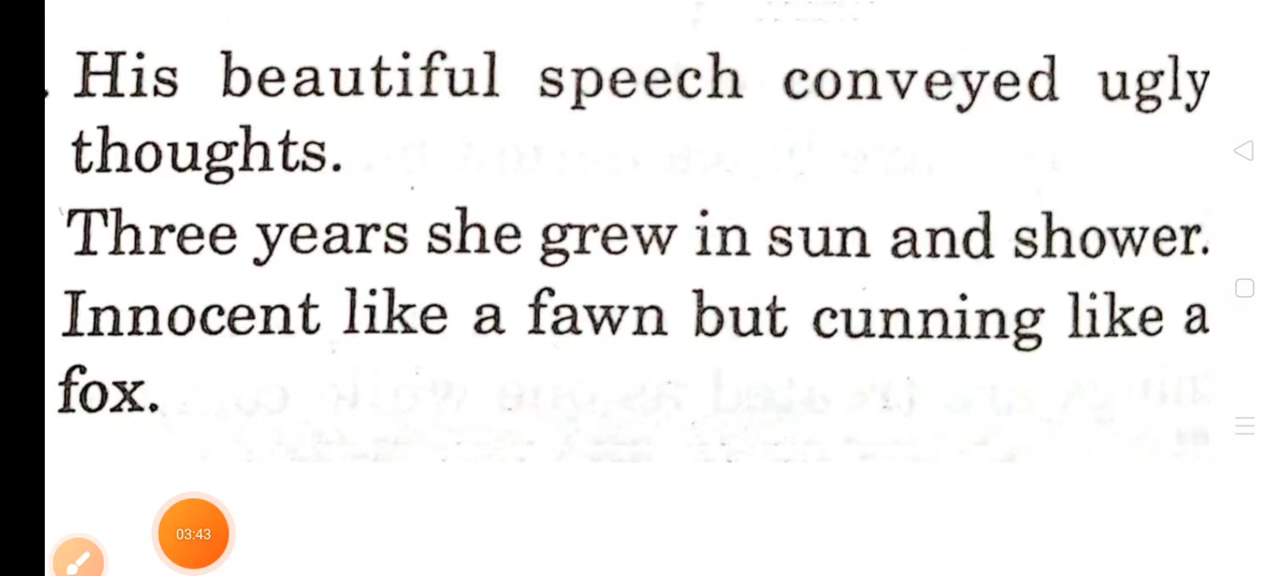 His beautiful speech conveyed ugly
thoughts.
Three years she grew in sun and shower.
Innocent like a fawn but cunning like a
fox.
03:43